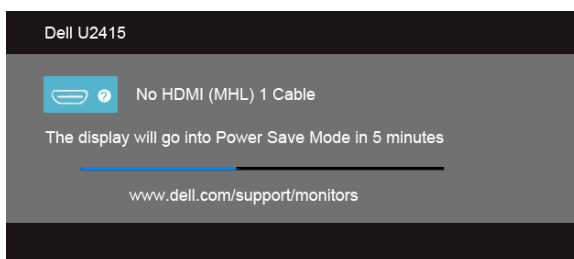 Dell U2415
No HDMI (MHL) 1 Cable
The display will go into Power Save Mode in 5 minutes
www.dell.com/support/monitors